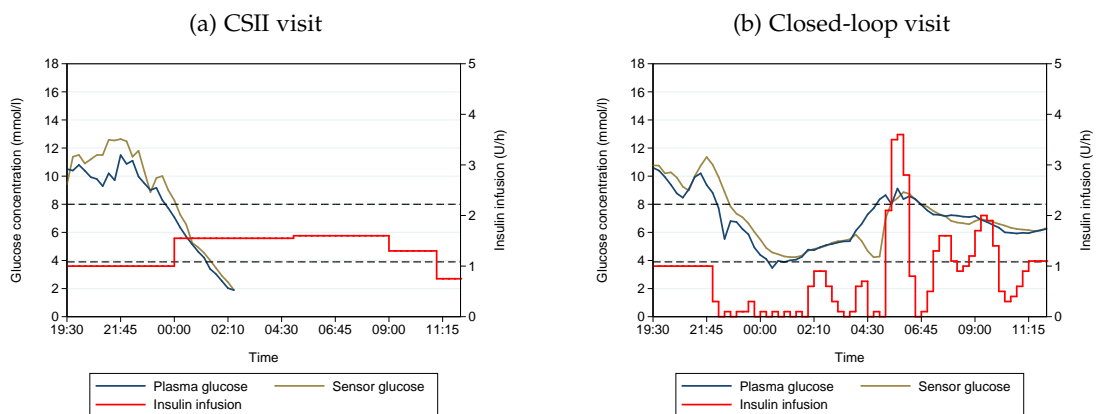 (a) CSII visit
Glucose concentration (mmol/l)
18
16
14
12
10
8
6
4
2
0
5
4
3
2
1
0
Insulin infusion (U/h)
19:30 21:45 00:00 02:10 04:30 06:45 09:00 11:15
Time
Plasma glucose Sensor glucose
Insulin infusion
(b) Closed-loop visit
Glucose concentration (mmol/l)
18
16
14
12
10
8
6
4
2
0
5
4
3
2
1
0
Insulin infusion (U/h)
19:30 21:45 00:00 02:10 04:30 06:45 09:00 11:15
Time
Plasma glucose Sensor glucose
Insulin infusion